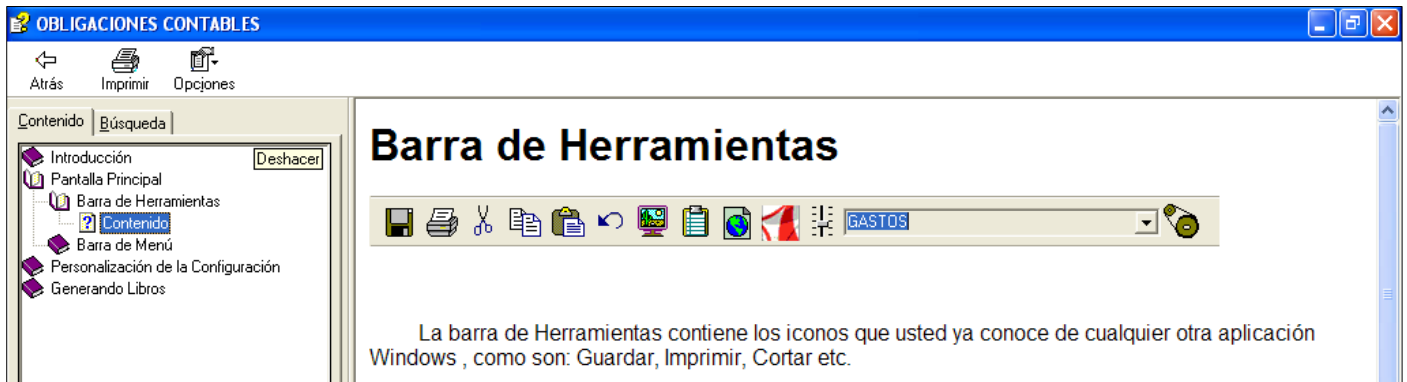 OBLIGACIONES CONTABLES
Atrás Imprimir Opciones
Contenido Búsqueda
Introducción
Deshacer
Pantalla Principal
Barra de Herramientas
Contenido
Barra de Menú
Personalización de la Configuración
Generando Libros
Barra de Herramientas
GASTOS
La barra de Herramientas contiene los iconos que usted ya conoce de cualquier otra aplicación
Windows , como son: Guardar, Imprimir, Cortar etc.